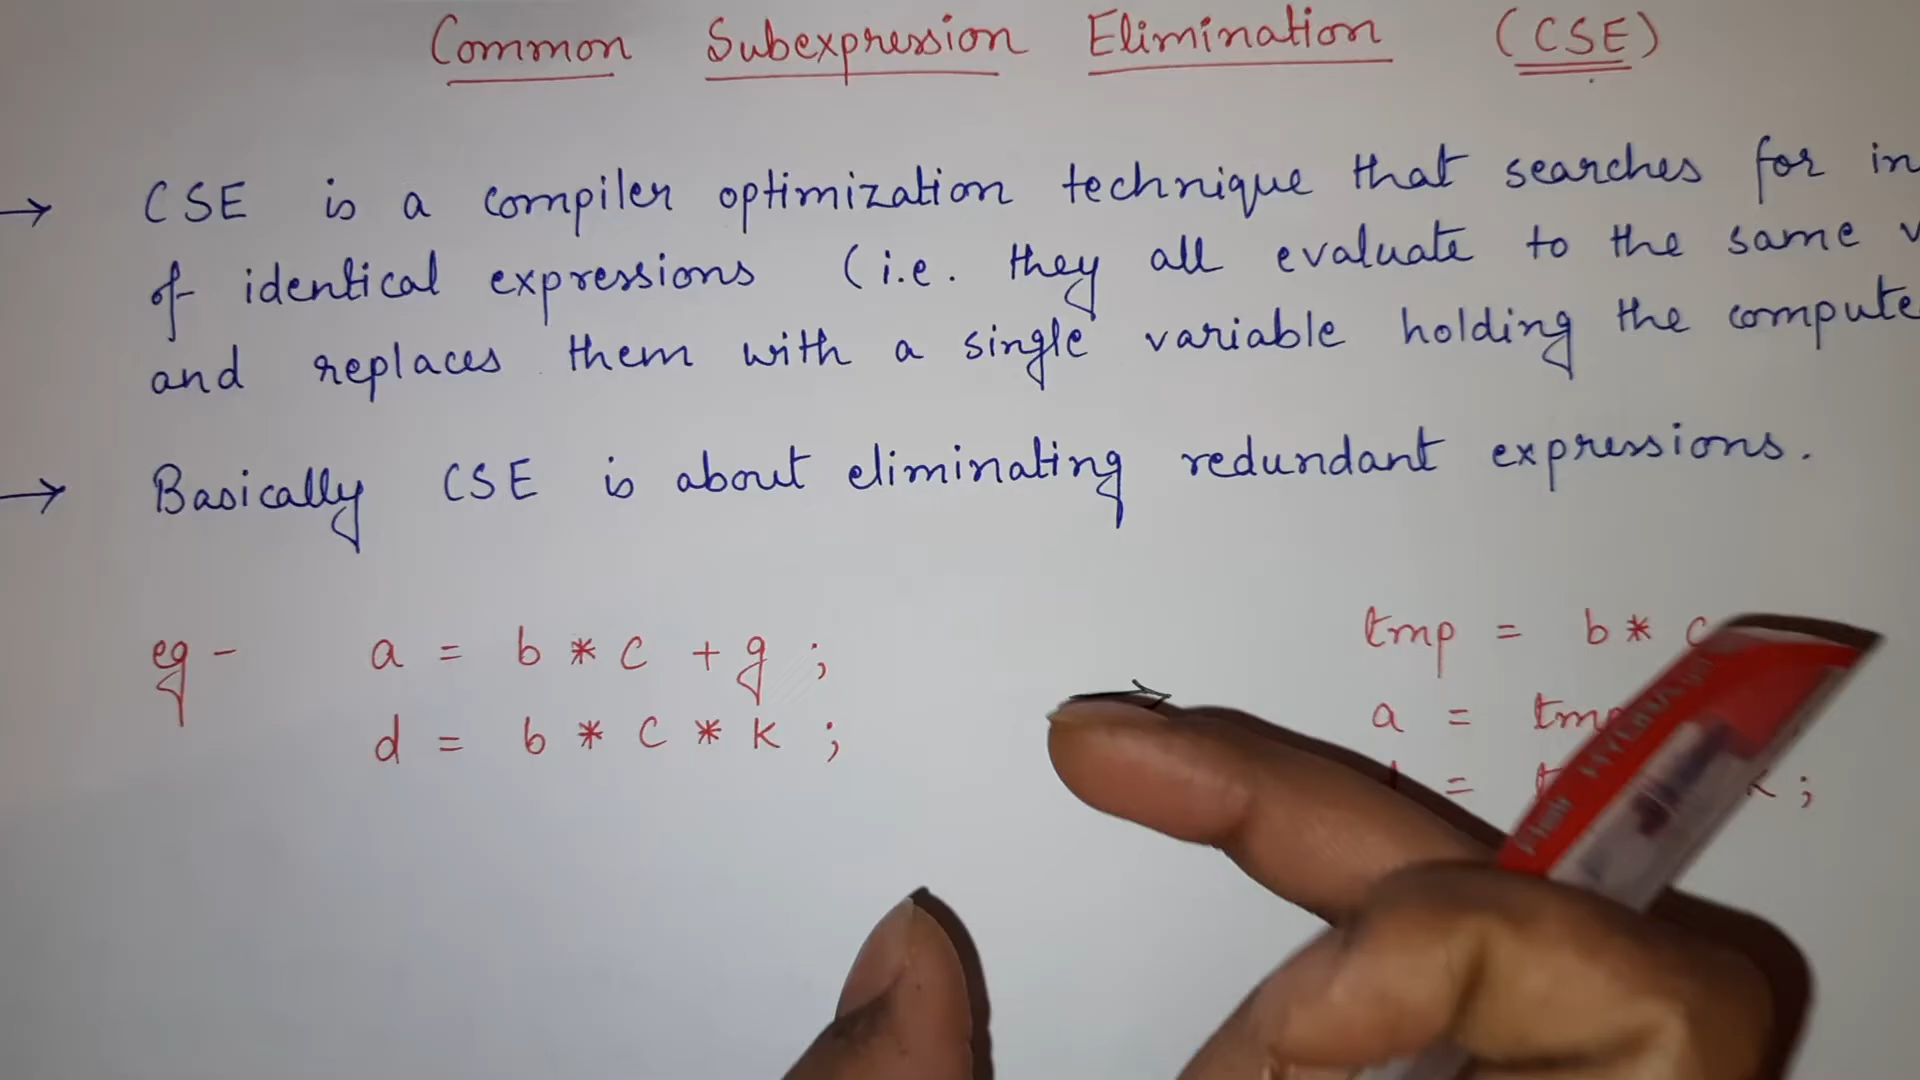 Common Subexpression Elimination (CSE)
→ CSE is a compiler optimization technique that searches for in
of identical expressions (i.e. they all evaluate to the same v
and replaces them with a single variable holding the compute
→ Basically CSE is about eliminating redundant expressions.
eg - a = b * c + g ;
d = b * c * k ;
tmp = b * c
a = tmp
= k ;